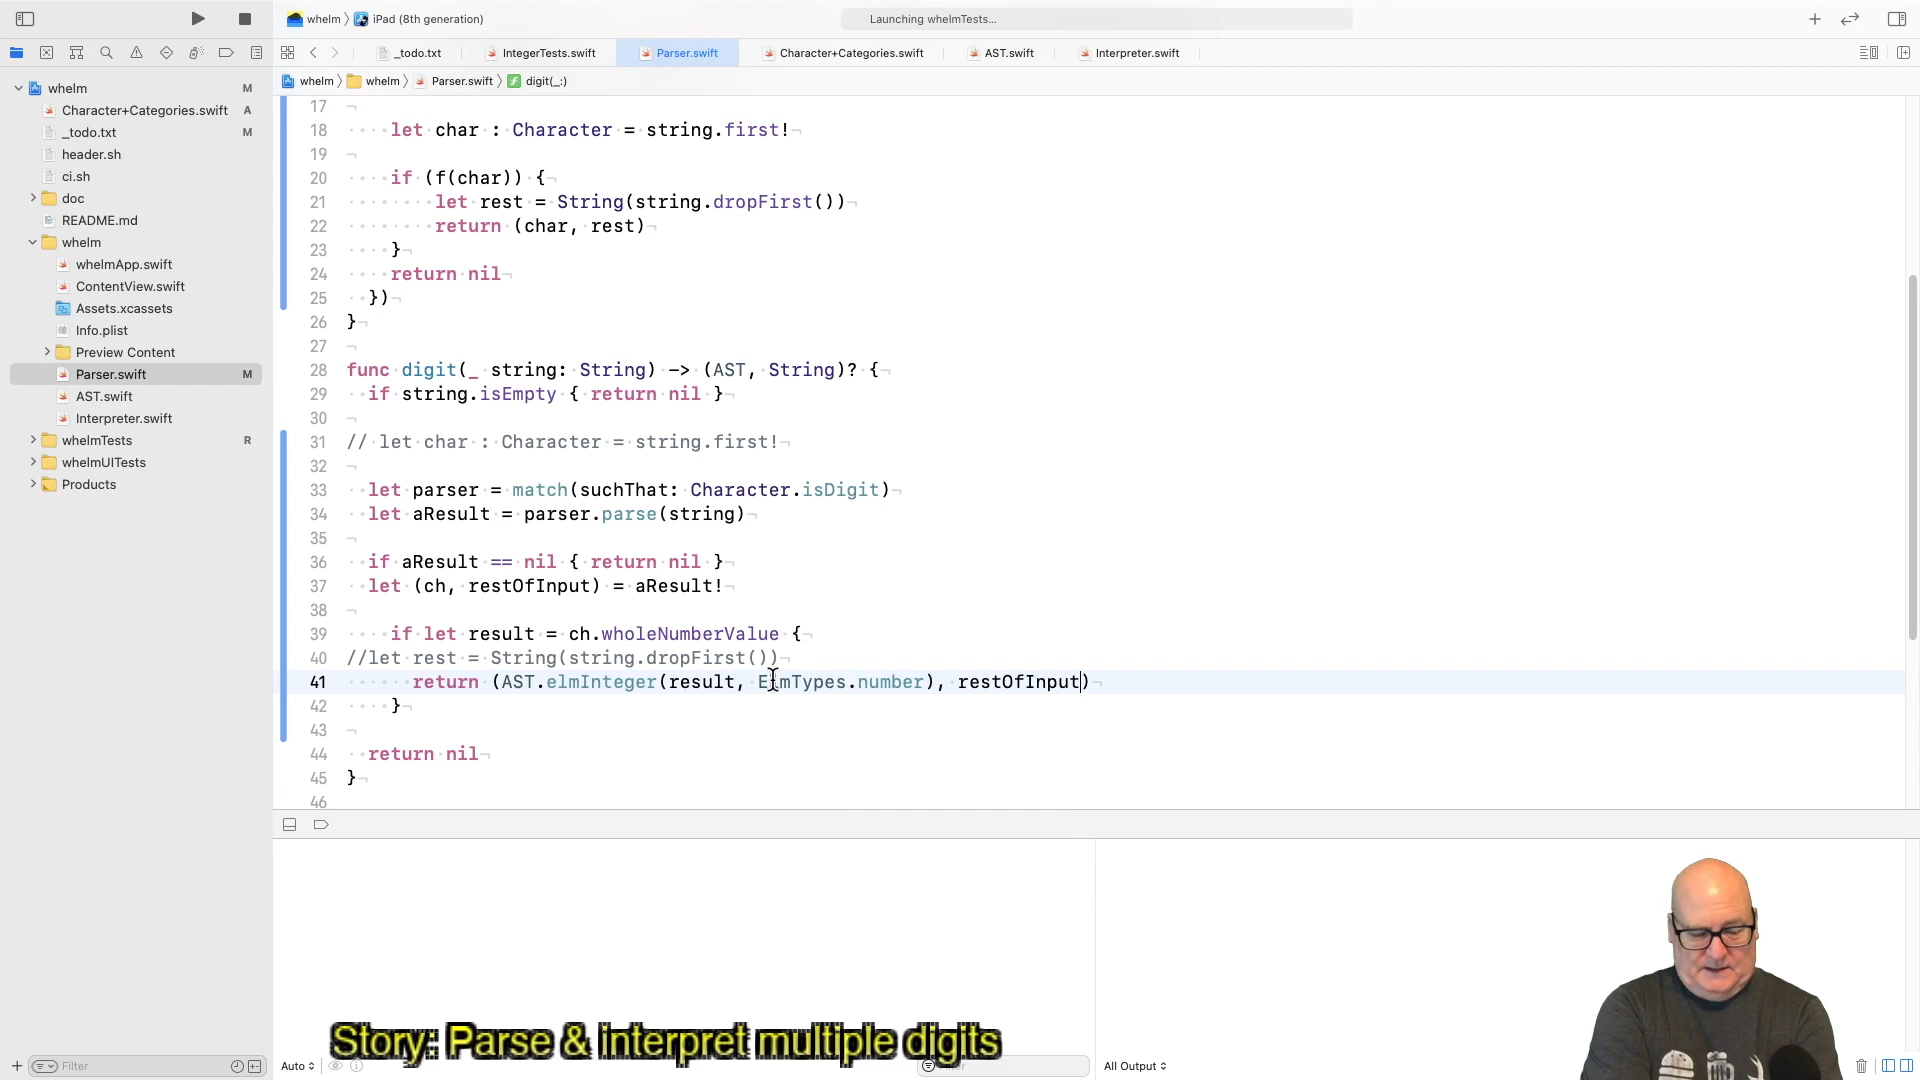 whelm
iPad (8th generation)
Launching whelmTests…
_todo.txt
IntegerTests.swift
Parser.swift
Character+Categories.swift
AST.swift
Interpreter.swift
whelm
whelm
Parser.swift
digit(_:)
whelm M
Character+Categories.swift A
_todo.txt M
header.sh
ci.sh
doc
README.md
whelm
whelmApp.swift
ContentView.swift
Assets.xcassets
Info.plist
Preview Content
Parser.swift M
AST.swift
Interpreter.swift
whelmTests R
whelmUITests
Products
Filter
17
18 let char : Character = string.first!
19
20 if (f(char)) {
21 let rest = String(string.dropFirst())
22 return (char, rest)
23 }
24 return nil
25 })
26 }
27
28 func digit(_ string: String) -> (AST, String)? {
29 if string.isEmpty { return nil }
30
31 // let char : Character = string.first!
32
33 let parser = match(suchThat: Character.isDigit)
34 let aResult = parser.parse(string)
35
36 if aResult == nil { return nil }
37 let (ch, restOfInput) = aResult!
38
39 if let result = ch.wholeNumberValue {
40 //let rest = String(string.dropFirst())
41 return (AST.elmInteger(result, ElmTypes.number), restOfInput)
42 }
43
44 return nil
45 }
46
Story: Parse & interpret multiple digits
Auto
All Output